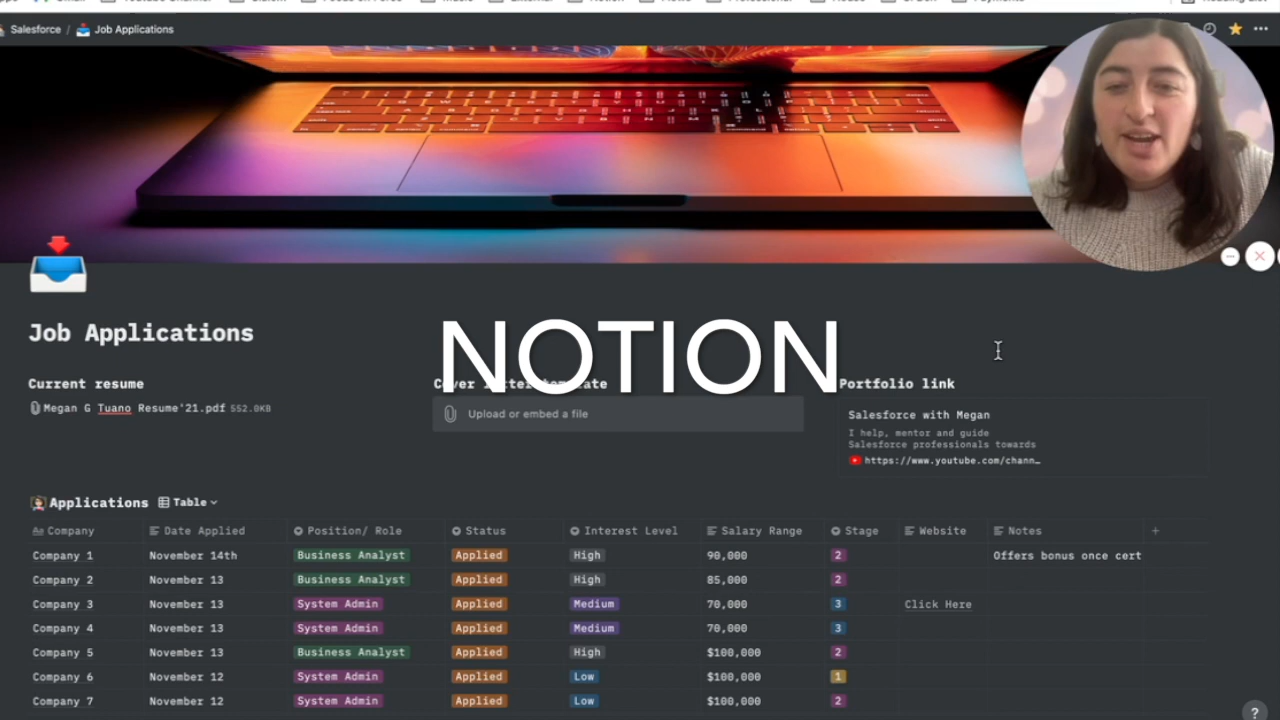 Salesforce / Job Applications
Job Applications
NOTION
Current resume
Megan G Tuano Resume'21.pdf 552.0KB
Upload or embed a file
Portfolio link
Salesforce with Megan
I help, mentor and guide
Salesforce professionals towards
https://www.youtube.com/chann…
Applications Table
Company Date Applied Position/ Role Status Interest Level Salary Range Stage Website Notes +
Company 1 November 14th Business Analyst Applied High 90,000 2 Offers bonus once cert
Company 2 November 13 Business Analyst Applied High 85,000 2
Company 3 November 13 System Admin Applied Medium 70,000 3 Click Here
Company 4 November 13 System Admin Applied Medium 70,000 3
Company 5 November 13 Business Analyst Applied High $100,000 2
Company 6 November 12 System Admin Applied Low $100,000 1
Company 7 November 12 System Admin Applied Low $100,000 2
?